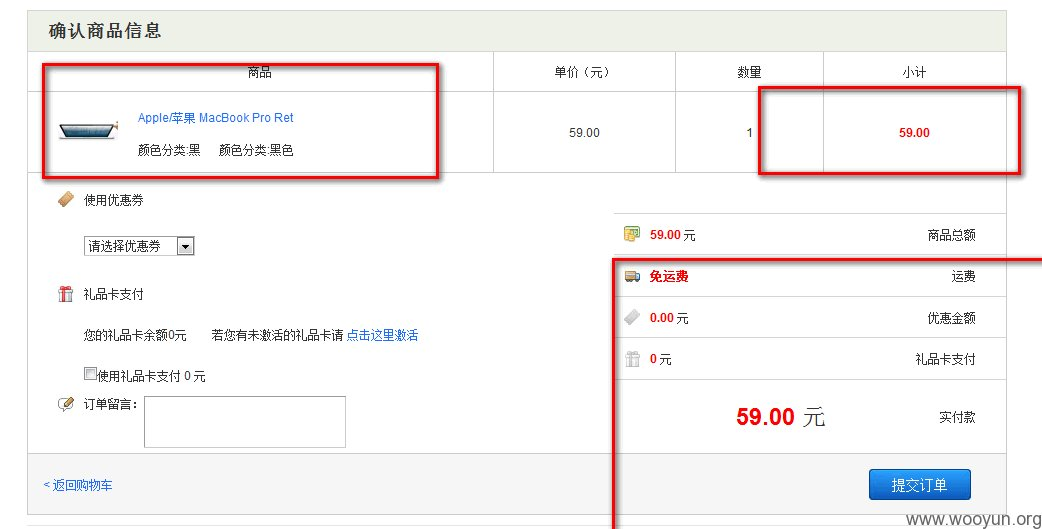 确认商品信息
商品 单价（元） 数量 小计
Apple/苹果 MacBook Pro Ret
颜色分类:黑 颜色分类:黑色
59.00 1 59.00
使用优惠券
请选择优惠券
59.00 元 商品总额
免运费 运费
礼品卡支付
0.00 元 优惠金额
您的礼品卡余额0元 若您有未激活的礼品卡请 点击这里激活
0 元 礼品卡支付
使用礼品卡支付 0 元
订单留言：
59.00 元 实付款
< 返回购物车
提交订单
www.wooyun.org